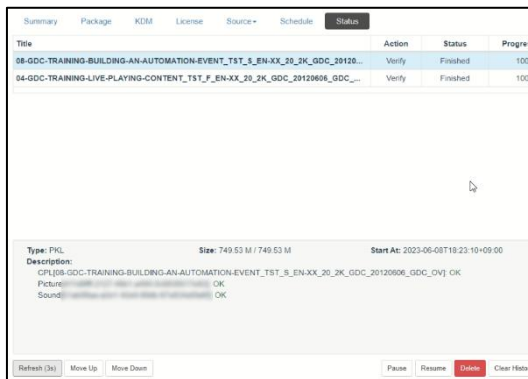 Summary Package KDM License Source Schedule Status
Title Action Status Progre
08-GDC-TRAINING-BUILDING-AN-AUTOMATION-EVENT_TST_S_EN-XX_20_2K_GDC_20120... Verify Finished 100
04-GDC-TRAINING-LIVE-PLAYING-CONTENT_TST_F_EN-XX_20_2K_GDC_20120606_GDC_... Verify Finished 100
Type: PKL Size: 749.53 M / 749.53 M Start At: 2023-06-08T18:23:10+09:00
Description:
CPL[08-GDC-TRAINING-BUILDING-AN-AUTOMATION-EVENT_TST_S_EN-XX_20_2K_GDC_20120606_GDC_OV]: OK
Picture OK
Sound OK
Refresh (3s) Move Up Move Down Pause Resume Delete Clear Histo